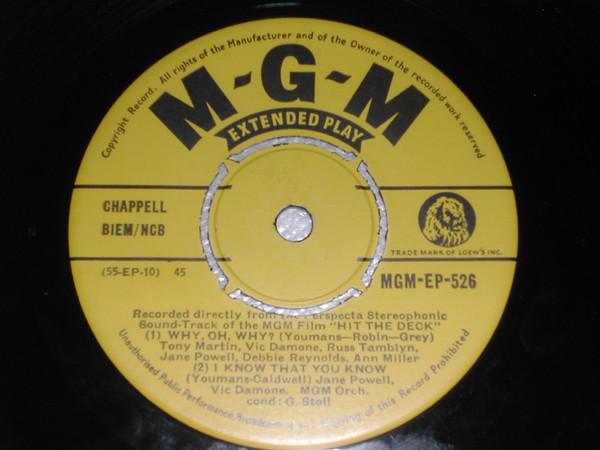 Copyright Record. All rights of the Manufacturer and of the Owner of the recorded work reserved
M-G-M
EXTENDED PLAY
CHAPPELL
BIEM/NCB
TRADE MARK OF LOEW'S INC.
(55-EP-10) 45
MGM-EP-526
Recorded directly from the Perspecta Stereophonic
Sound-Track of the MGM Film "HIT THE DECK"
(1) WHY, OH, WHY? (Youmans-Robin-Grey)
Tony Martin, Vic Damone, Russ Tamblyn,
Jane Powell, Debbie Reynolds, Ann Miller
(2) I KNOW THAT YOU KNOW
(Youmans-Caldwell) Jane Powell,
Vic Damone. MGM Orch.
cond: G. Stoll
Unauthorised Public Performance, Broadcasting and Copying of this Record Prohibited